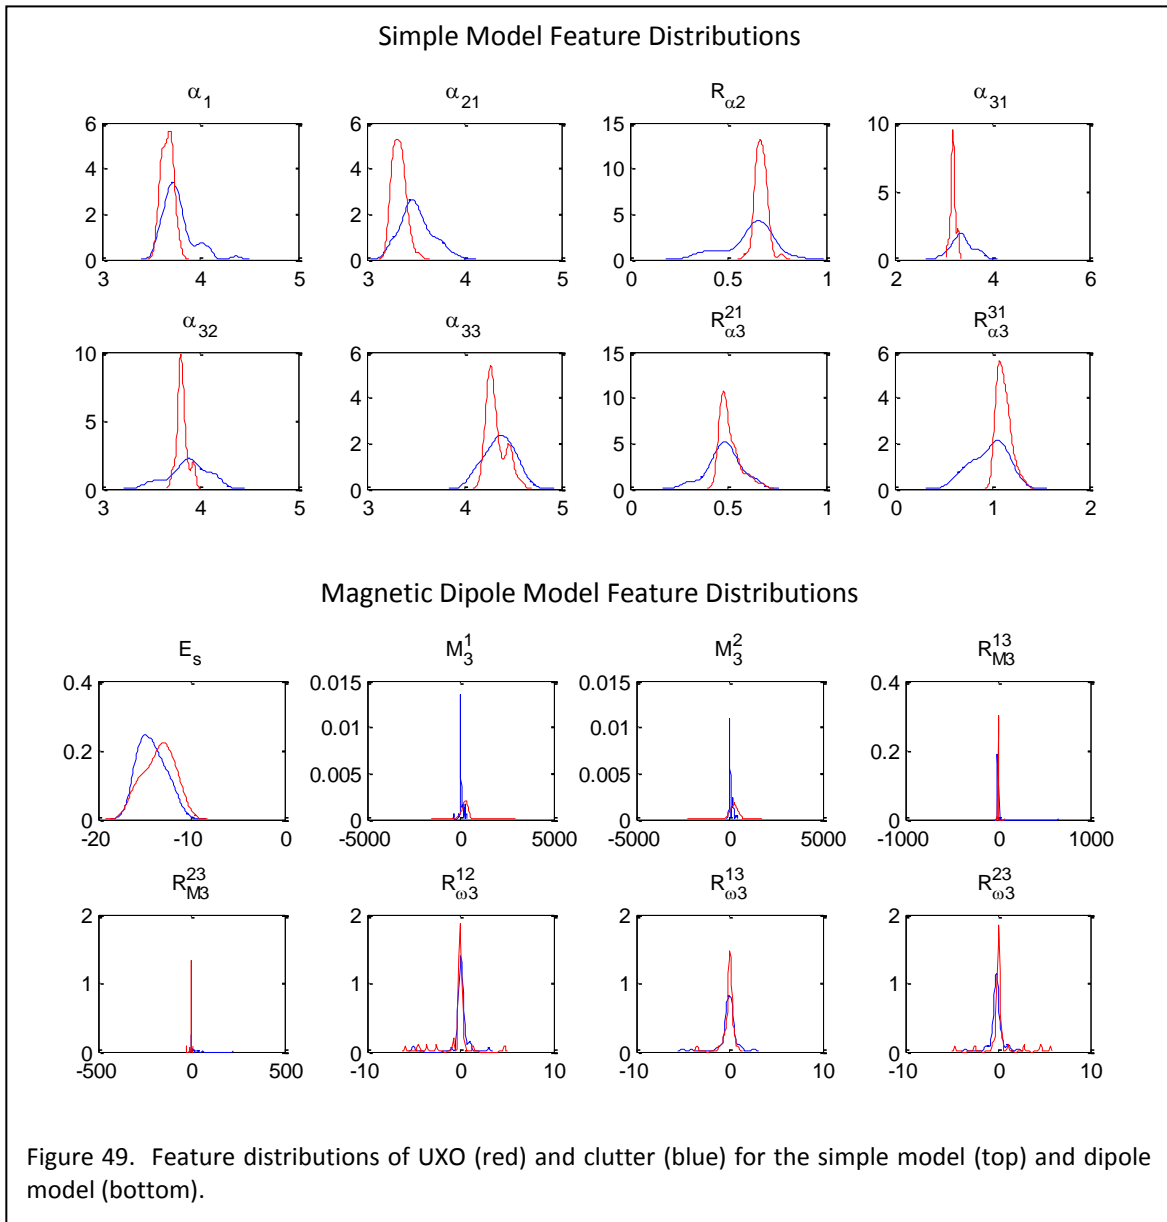 Simple Model Feature Distributions
α1 α21 Rα2 α31
6 6 15 10
4 4 10
5
2 2 5
0 0 0 0
3 4 5 3 4 5 0 0.5 1 2 4 6
α32 α33 R21α3 R31α3
10 6 15 6
4 10 4
5
2 5 2
0 0 0 0
3 4 5 3 4 5 0 0.5 1 0 1 2
Magnetic Dipole Model Feature Distributions
Es M13 M23 R13M3
0.4 0.015 0.015 0.4
0.01 0.01
0.2 0.2
0.005 0.005
0 0 0 0
-20 -10 0 -5000 0 5000 -5000 0 5000 -1000 0 1000
R23M3 R12ω3 R13ω3 R23ω3
2 2 2 2
1 1 1 1
0 0 0 0
-500 0 500 -10 0 10 -10 0 10 -10 0 10
Figure 49. Feature distributions of UXO (red) and clutter (blue) for the simple model (top) and dipole
model (bottom).